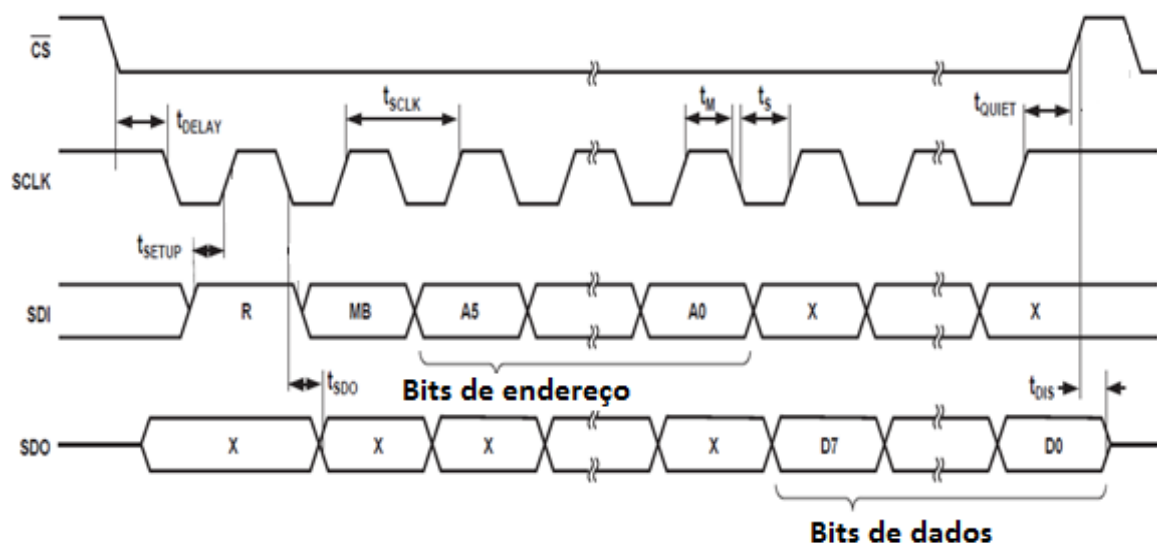 CS
tSCLK
tM
tS
tQUIET
tDELAY
SCLK
tSETUP
SDI
R
MB
A5
A0
X
X
tSDO
Bits de endereço
tDIS
SDO
X
X
X
X
D7
D0
Bits de dados